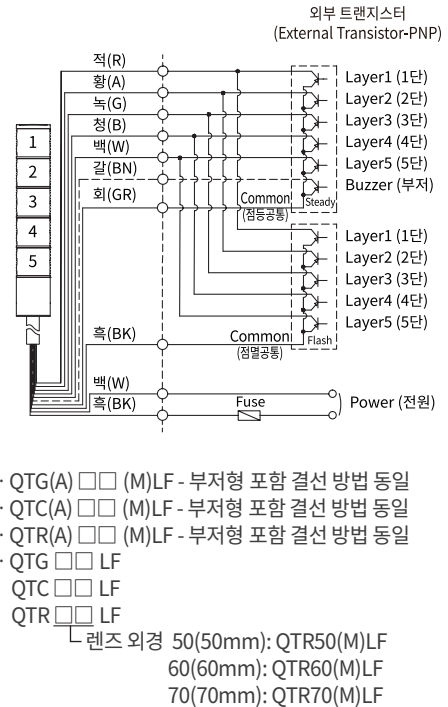 외부 트랜지스터
(External Transistor-PNP)
적(R)
황(A)
녹(G)
청(B)
백(W)
갈(BN)
회(GR)
Layer1 (1단)
Layer2 (2단)
Layer3 (3단)
Layer4 (4단)
Layer5 (5단)
Buzzer (부저)
Common
(점등공통)
Steady
1
2
3
4
5
Layer1 (1단)
Layer2 (2단)
Layer3 (3단)
Layer4 (4단)
Layer5 (5단)
흑(BK)
Common
(점멸공통)
Flash
백(W)
흑(BK)
Fuse
Power (전원)
· QTG(A) □□ (M)LF - 부저형 포함 결선 방법 동일
· QTC(A) □□ (M)LF - 부저형 포함 결선 방법 동일
· QTR(A) □□ (M)LF - 부저형 포함 결선 방법 동일
· QTG □□ LF
QTC □□ LF
QTR □□ LF
렌즈 외경 50(50mm): QTR50(M)LF
60(60mm): QTR60(M)LF
70(70mm): QTR70(M)LF